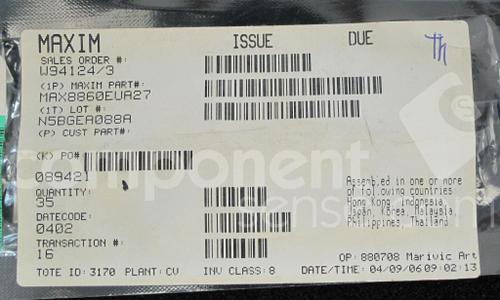 MAXIM ISSUE DUE
Th
SALES ORDER #:
W94124/3
(1P) MAXIM PART#:
MAX8860EUA27
(1T) LOT #:
N5BGEA088A
(P) CUST PART#:
(K) PO#
089421
QUANTITY:
35
DATECODE:
0402
TRANSACTION #:
16
Assembled in one or more
of following countries
Hong Kong, Indonesia,
Japan, Korea, Malaysia,
Philippines, Thailand
OP: 880708 Marivic Art
TOTE ID: 3170 PLANT: CV INV CLASS: 8 DATE/TIME: 04/09/06 09:02:13
component
sense